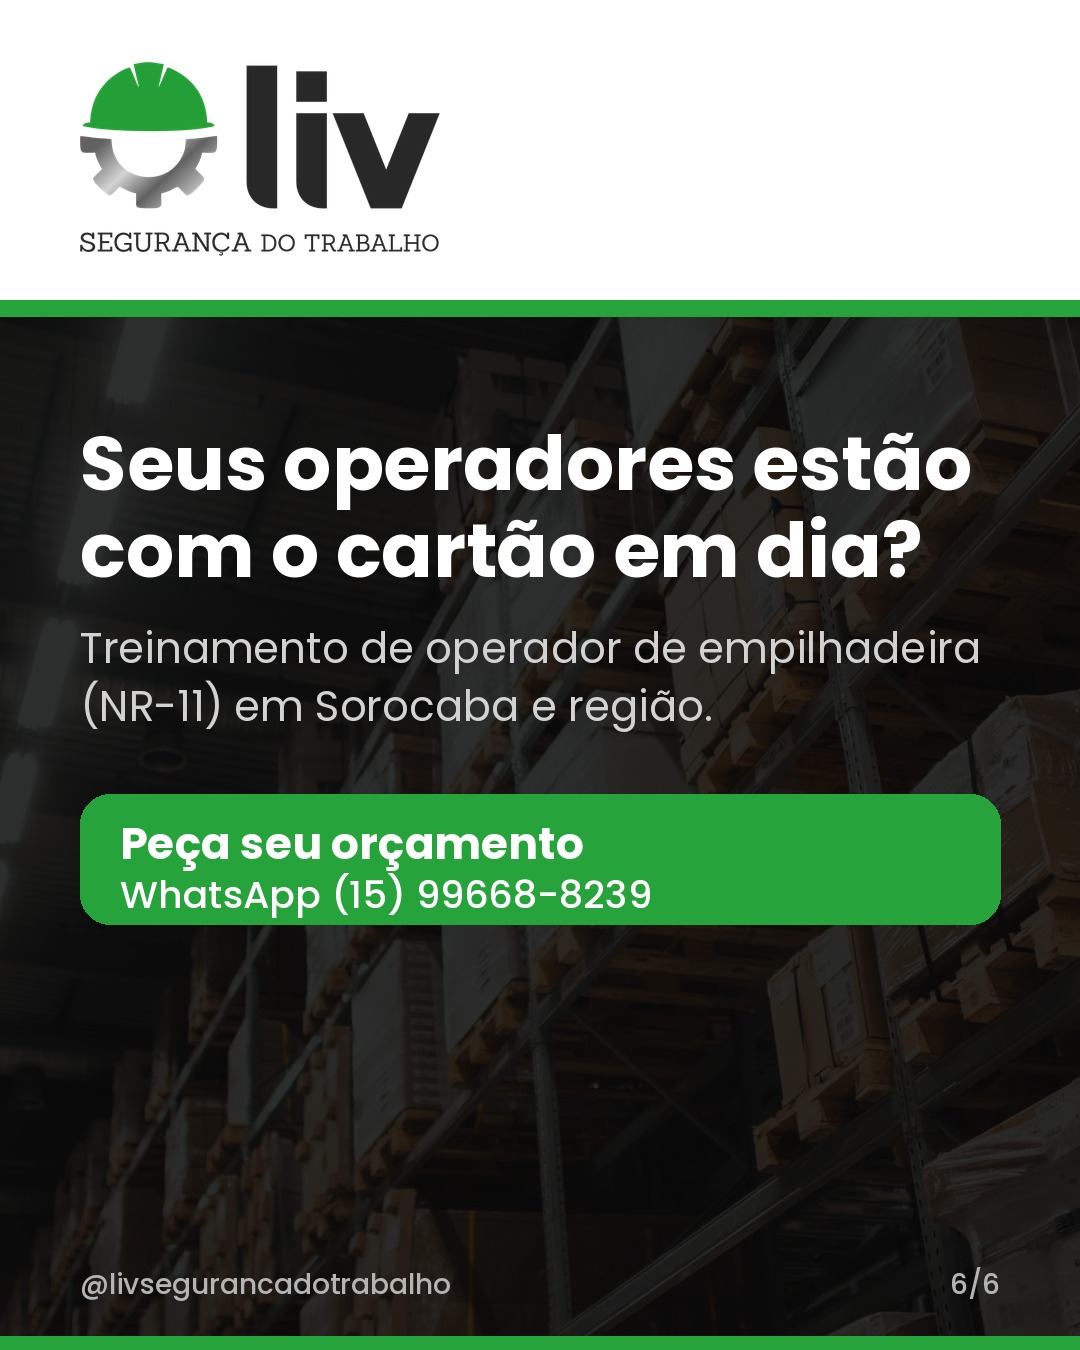 liv
SEGURANÇA DO TRABALHO
Seus operadores estão
com o cartão em dia?
Treinamento de operador de empilhadeira
(NR-11) em Sorocaba e região.
Peça seu orçamento
WhatsApp (15) 99668-8239
@livsegurancadotrabalho
6/6